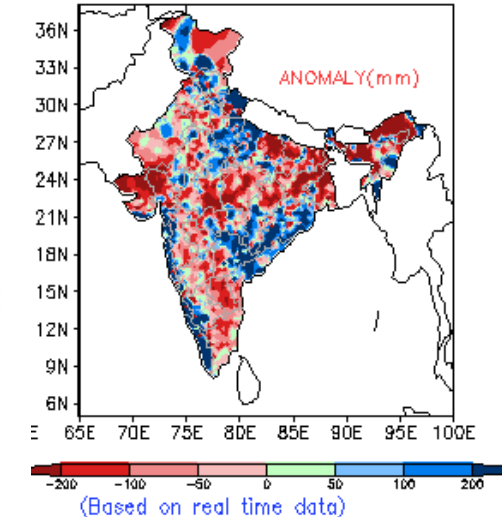 36N
ANOMALY(mm)
33N
30N
27N
24N
21N
18N
15N
12N
9N
6N
E 65E 70E 75E 80E 85E 90E 95E 100E
-200 -100 -50 0 50 100 200
(Based on real time data)